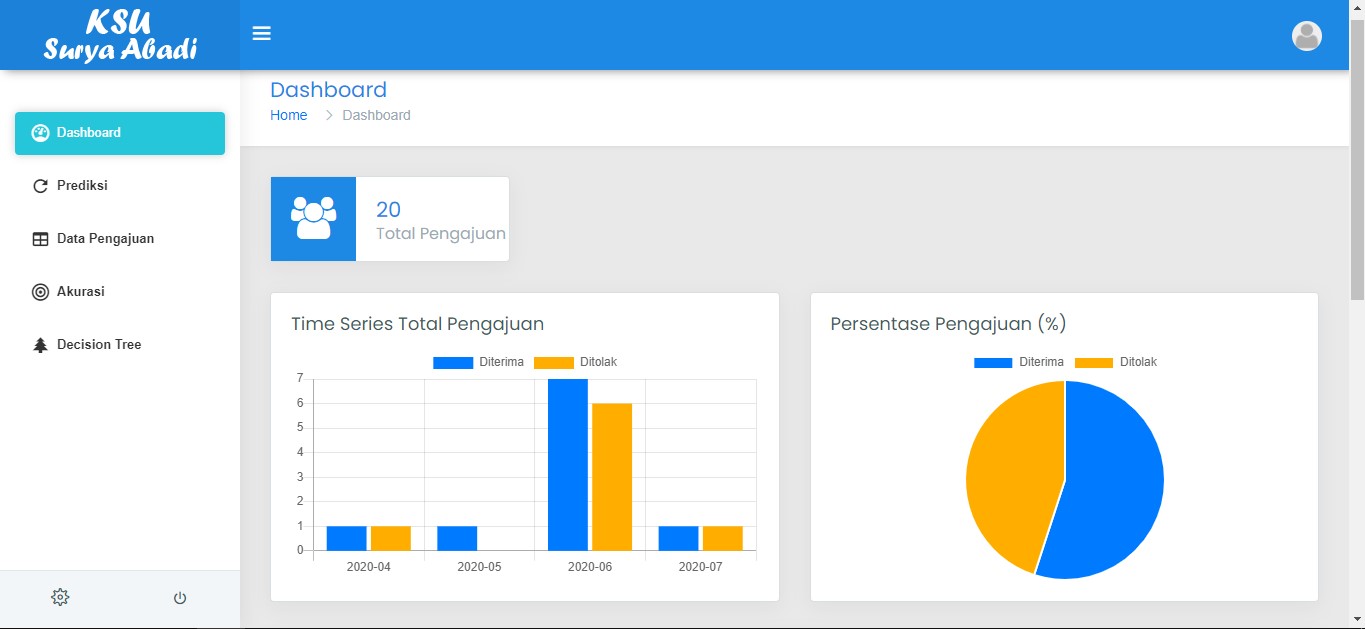 KSU
Surya Abadi
Dashboard
Home > Dashboard
Dashboard
Prediksi
Data Pengajuan
Akurasi
Decision Tree
20
Total Pengajuan
Time Series Total Pengajuan
Diterima Ditolak
7
6
5
4
3
2
1
0
2020-04 2020-05 2020-06 2020-07
Persentase Pengajuan (%)
Diterima Ditolak